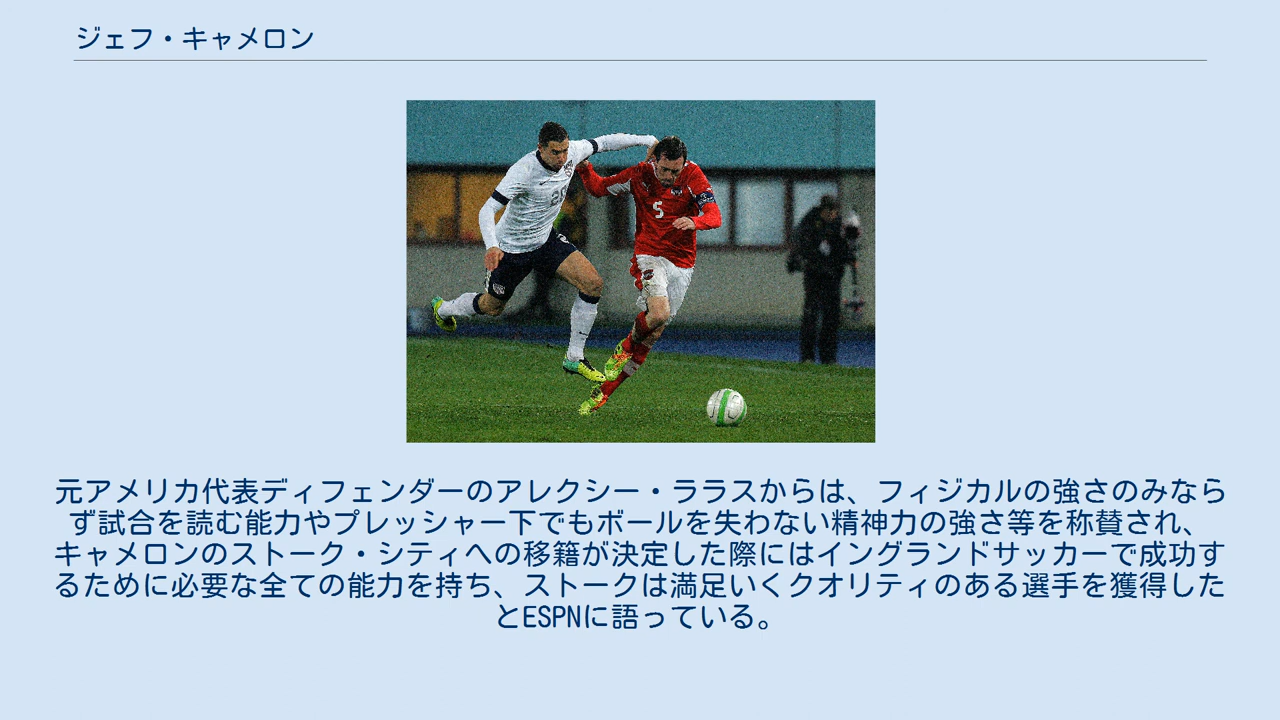 ジェフ・キャメロン
5
元アメリカ代表ディフェンダーのアレクシー・ララスからは、フィジカルの強さのみなら
ず試合を読む能力やプレッシャー下でもボールを失わない精神力の強さ等を称賛され、
キャメロンのストーク・シティへの移籍が決定した際にはイングランドサッカーで成功す
るために必要な全ての能力を持ち、ストークは満足いくクオリティのある選手を獲得した
とESPNに語っている。